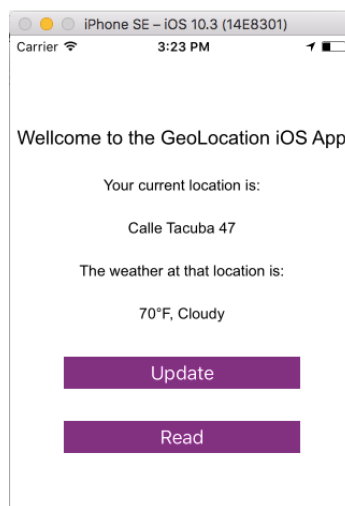 iPhone SE – iOS 10.3 (14E8301)
Carrier 3:23 PM
Wellcome to the GeoLocation iOS App
Your current location is:
Calle Tacuba 47
The weather at that location is:
70°F, Cloudy
Update
Read